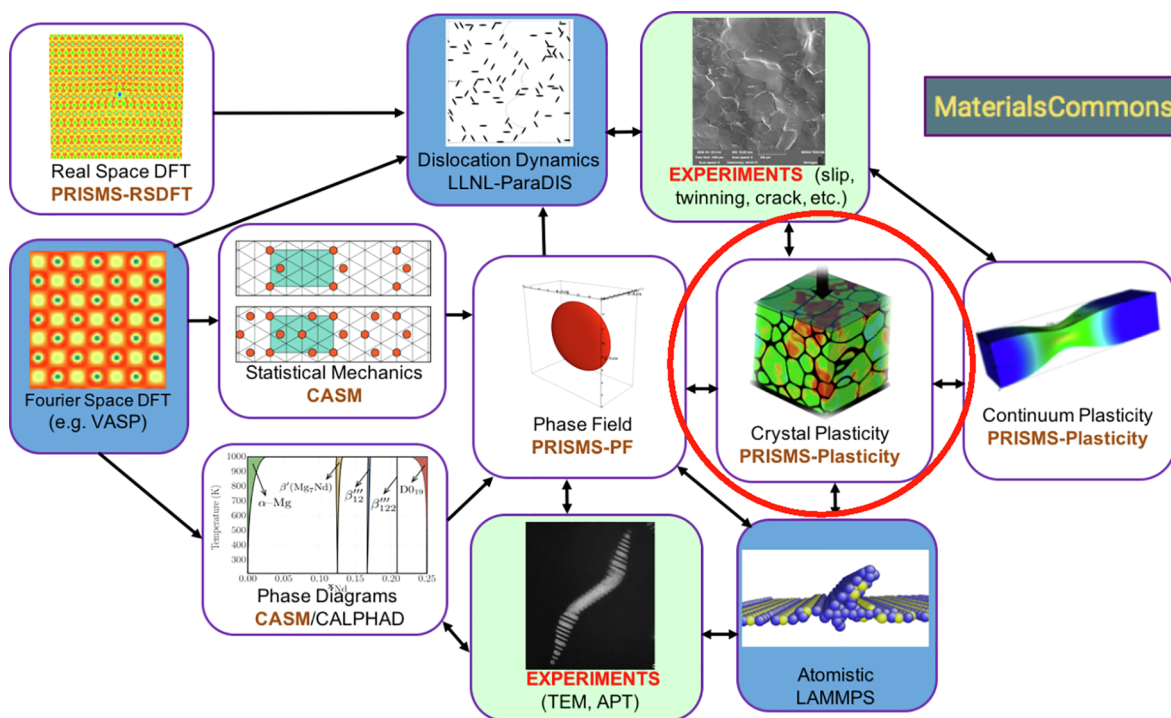 MaterialsCommons
Real Space DFT
PRISMS-RSDFT
Dislocation Dynamics
LLNL-ParaDIS
EXPERIMENTS (slip,
twinning, crack, etc.)
Fourier Space DFT
(e.g. VASP)
Statistical Mechanics
CASM
Phase Field
PRISMS-PF
Crystal Plasticity
PRISMS-Plasticity
Continuum Plasticity
PRISMS-Plasticity
Temperature (K)
1000
900
800
700
600
500
400
300
α–Mg
β′(Mg₇Nd)
β‴₁₂
β‴₁₂₂
D0₁₉
0.00 0.05 0.10 0.15 0.20 0.25
xNd
Phase Diagrams
CASM/CALPHAD
EXPERIMENTS
(TEM, APT)
Atomistic
LAMMPS